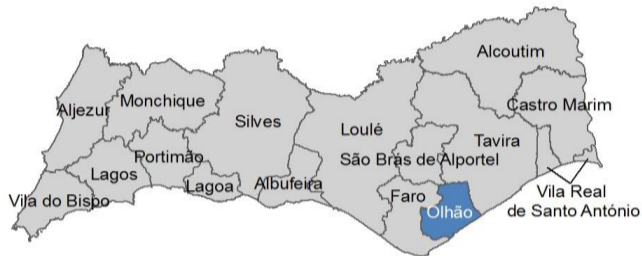 Alcoutim
Aljezur
Monchique
Castro Marim
Silves
Loulé
Tavira
Portimão
São Brás de Alportel
Lagos
Lagoa
Albufeira
Vila do Bispo
Faro
Olhão
Vila Real
de Santo António